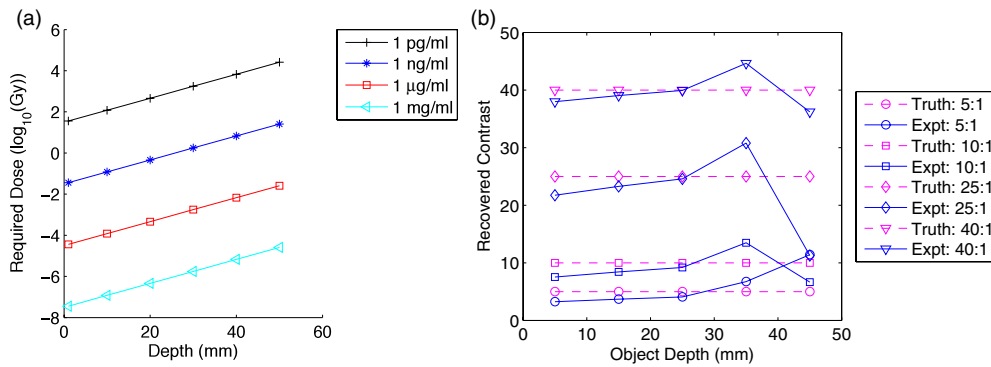 (a)
6
4
2
0
−2
−4
−6
−8
0
20
40
60
Required Dose (log10(Gy))
Depth (mm)
1 pg/ml
1 ng/ml
1 μg/ml
1 mg/ml
(b)
50
40
30
20
10
0
0
10
20
30
40
50
Recovered Contrast
Object Depth (mm)
Truth: 5:1
Expt: 5:1
Truth: 10:1
Expt: 10:1
Truth: 25:1
Expt: 25:1
Truth: 40:1
Expt: 40:1